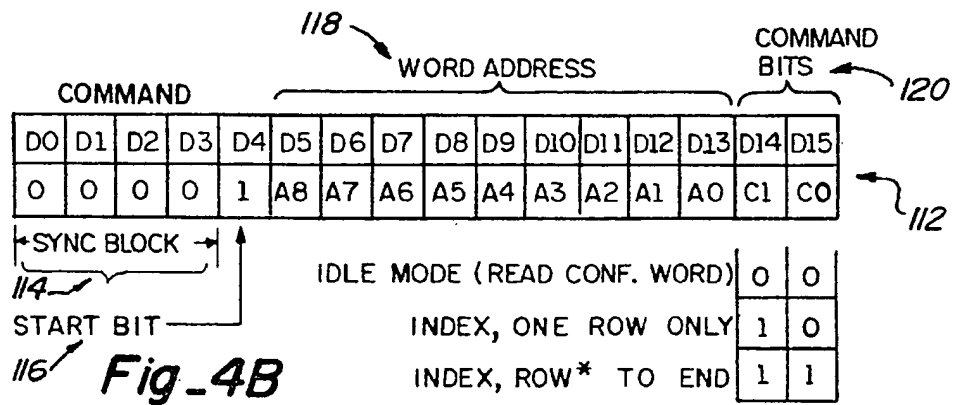 118
WORD ADDRESS
COMMAND BITS
120
COMMAND
D0 D1 D2 D3 D4 D5 D6 D7 D8 D9 D10 D11 D12 D13 D14 D15
0 0 0 0 1 A8 A7 A6 A5 A4 A3 A2 A1 A0 C1 C0
112
SYNC BLOCK
114
START BIT
116
IDLE MODE (READ CONF. WORD) 0 0
INDEX, ONE ROW ONLY 1 0
INDEX, ROW* TO END 1 1
Fig_4B